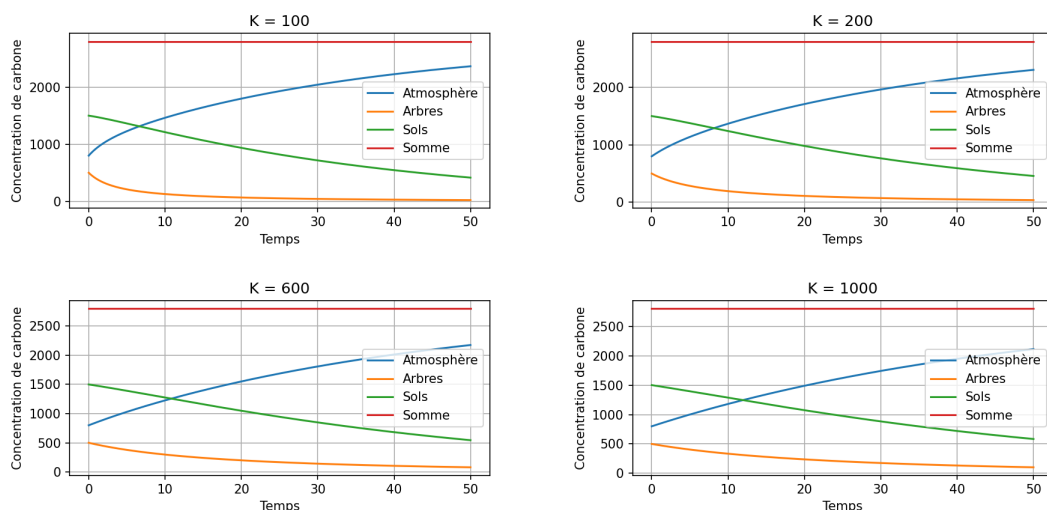 K = 100
Concentration de carbone
2000
1000
0
0 10 20 30 40 50
Temps
Atmosphère
Arbres
Sols
Somme
K = 200
Concentration de carbone
2000
1000
0
0 10 20 30 40 50
Temps
Atmosphère
Arbres
Sols
Somme
K = 600
Concentration de carbone
2500
2000
1500
1000
500
0
0 10 20 30 40 50
Temps
Atmosphère
Arbres
Sols
Somme
K = 1000
Concentration de carbone
2500
2000
1500
1000
500
0
0 10 20 30 40 50
Temps
Atmosphère
Arbres
Sols
Somme